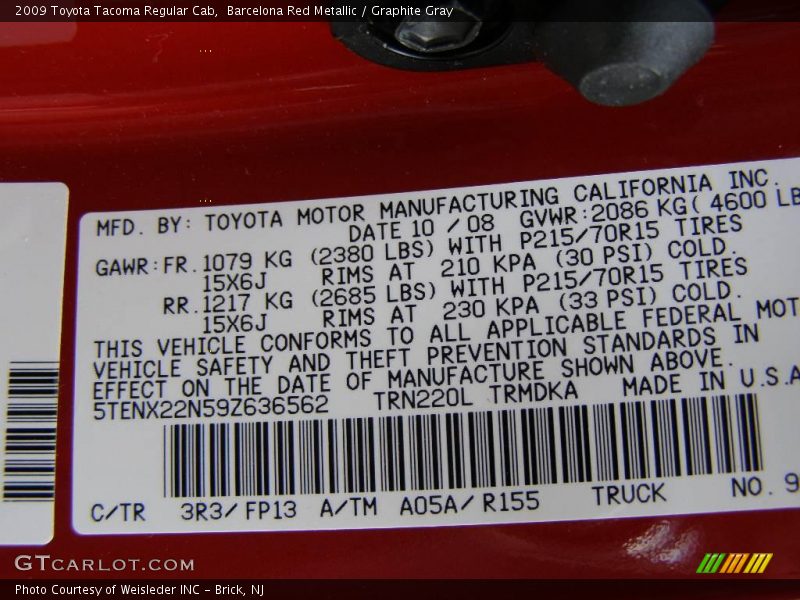 2009 Toyota Tacoma Regular Cab,  Barcelona Red Metallic / Graphite Gray
MFD. BY: TOYOTA MOTOR MANUFACTURING CALIFORNIA INC.
DATE 10 / 08 GVWR:2086 KG( 4600 LB
GAWR:FR.1079 KG (2380 LBS) WITH P215/70R15 TIRES
15X6J RIMS AT 210 KPA (30 PSI) COLD.
RR.1217 KG (2685 LBS) WITH P215/70R15 TIRES
15X6J RIMS AT 230 KPA (33 PSI) COLD.
THIS VEHICLE CONFORMS TO ALL APPLICABLE FEDERAL MOT
VEHICLE SAFETY AND THEFT PREVENTION STANDARDS IN
EFFECT ON THE DATE OF MANUFACTURE SHOWN ABOVE.
5TENX22N59Z636562 TRN220L TRMDKA MADE IN U.S.A
C/TR 3R3/ FP13 A/TM A05A/ R155 TRUCK NO. 9
GTCARLOT.COM
Photo Courtesy of Weisleder INC - Brick, NJ